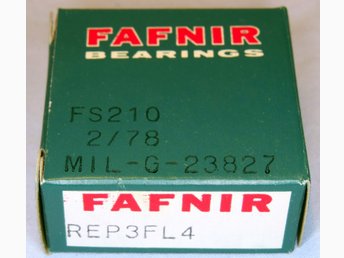 FAFNIR
BEARINGS
FS210
2/78
MIL-G-23827
FAFNIR
REP3FL4